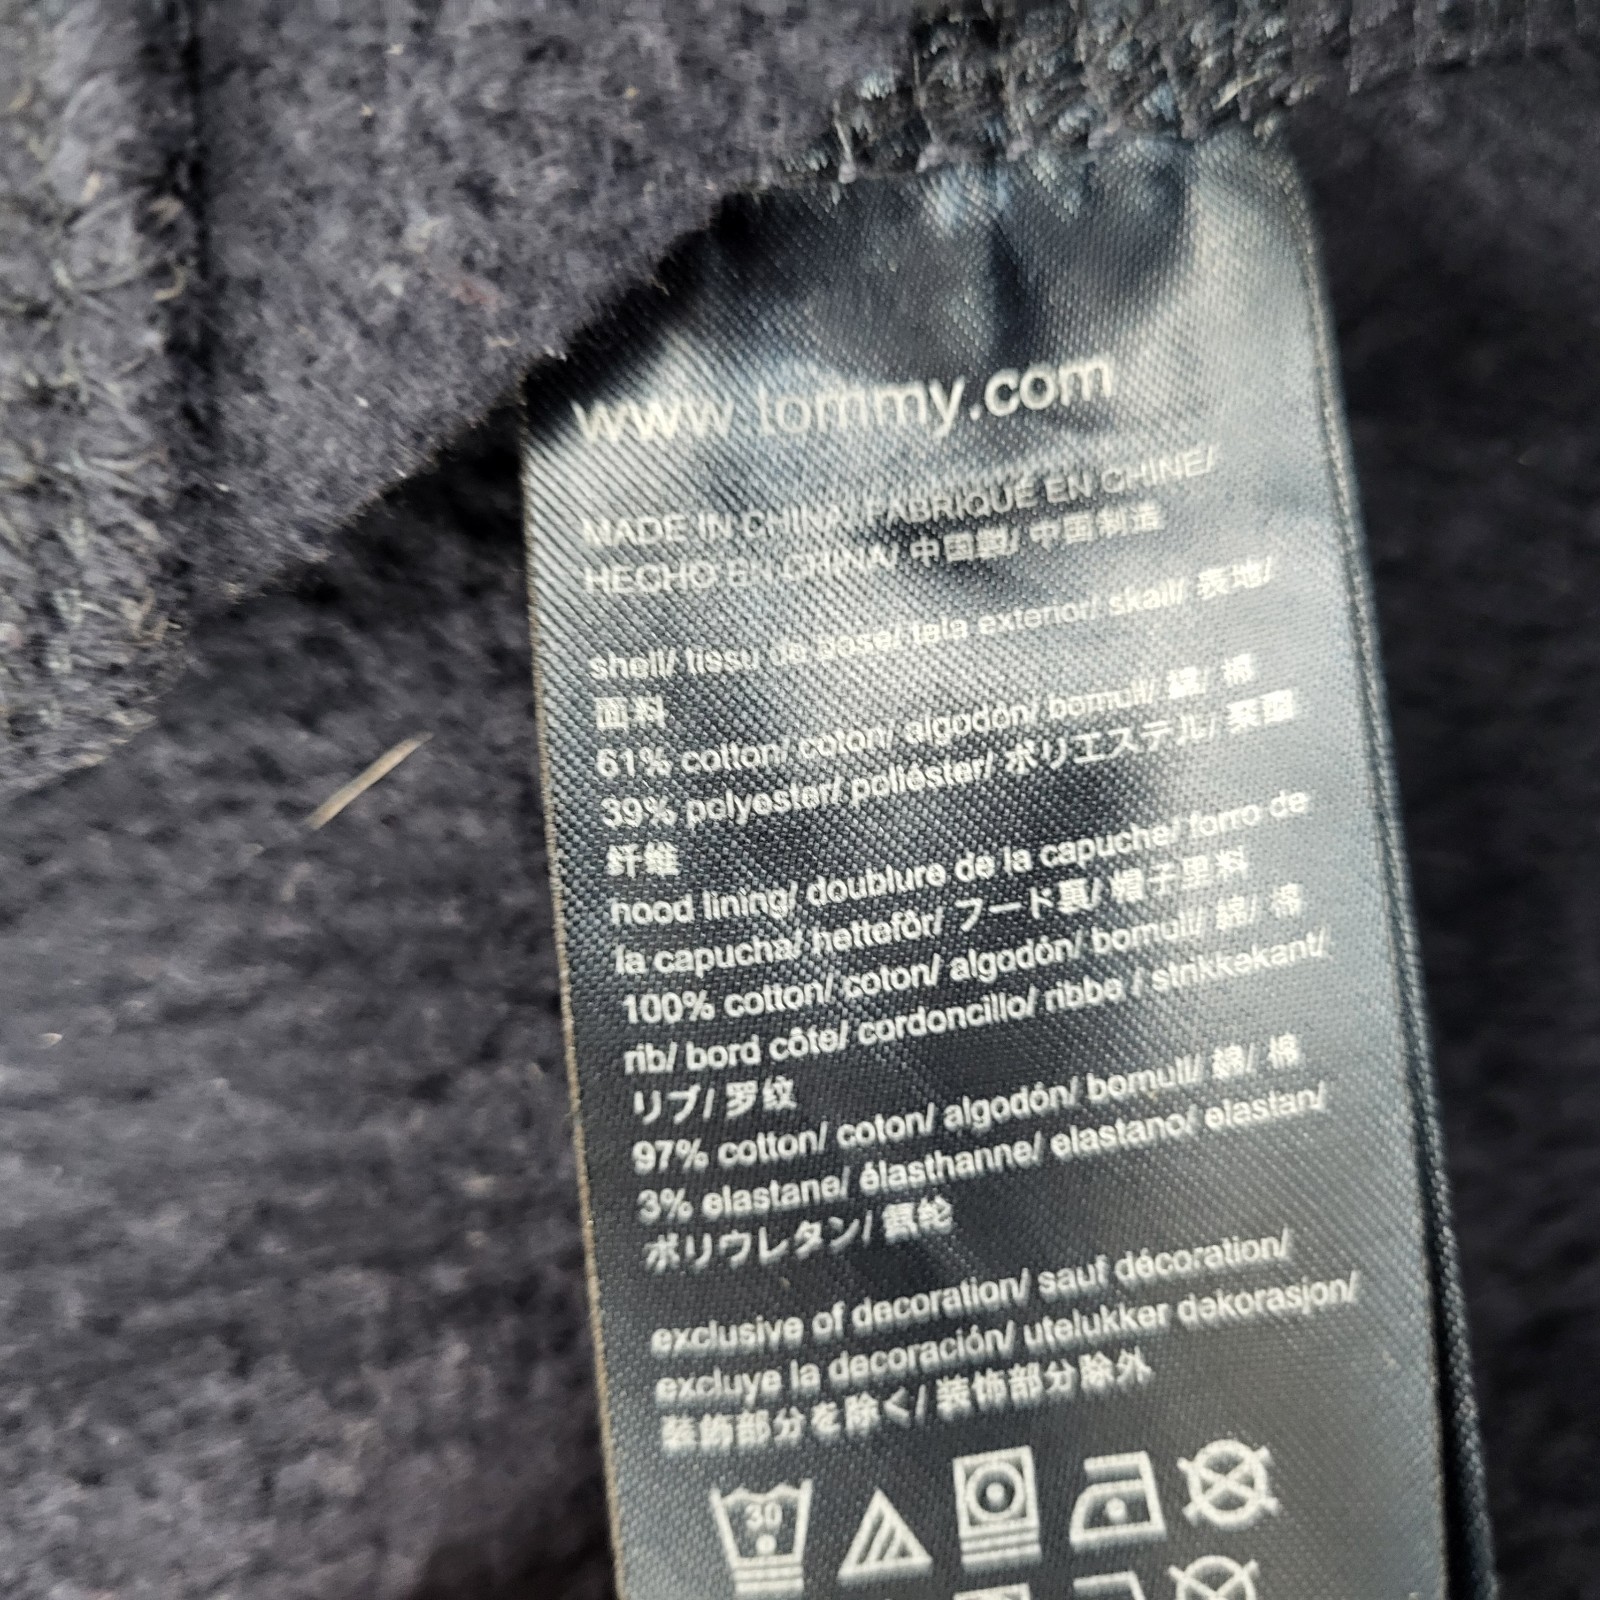 www.tommy.com
MADE IN CHINA/ FABRIQUÉ EN CHINE/
HECHO EN CHINA/ 中国製/ 中国制造
shell/ tissu de base/ tela exterior/ skall/ 表地/
面料
61% cotton/ coton/ algodón/ bomull/ 綿/ 棉
39% polyester/ poliéster/ ポリエステル/ 聚酯
纤维
hood lining/ doublure de la capuche/ forro de
la capucha/ hettefôr/ フード裏/ 帽子里料
100% cotton/ coton/ algodón/ bomull/ 綿/ 棉
rib/ bord côte/ cordoncillo/ ribbe / strikkekant/
リブ/ 罗纹
97% cotton/ coton/ algodón/ bomull/ 綿/ 棉
3% elastane/ élasthanne/ elastano/ elastan/
ポリウレタン/ 氨纶
exclusive of decoration/ sauf décoration/
excluye la decoración/ utelukker dekorasjon/
装飾部分を除く/ 装饰部分除外
30